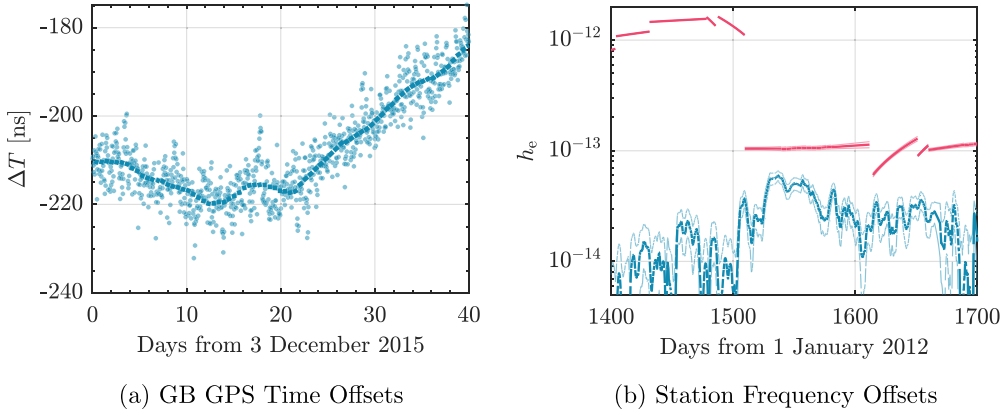 -180
-200
-220
-240
ΔT [ns]
0 10 20 30 40
Days from 3 December 2015
(a) GB GPS Time Offsets
10⁻¹²
10⁻¹³
10⁻¹⁴
hₑ
1400 1500 1600 1700
Days from 1 January 2012
(b) Station Frequency Offsets